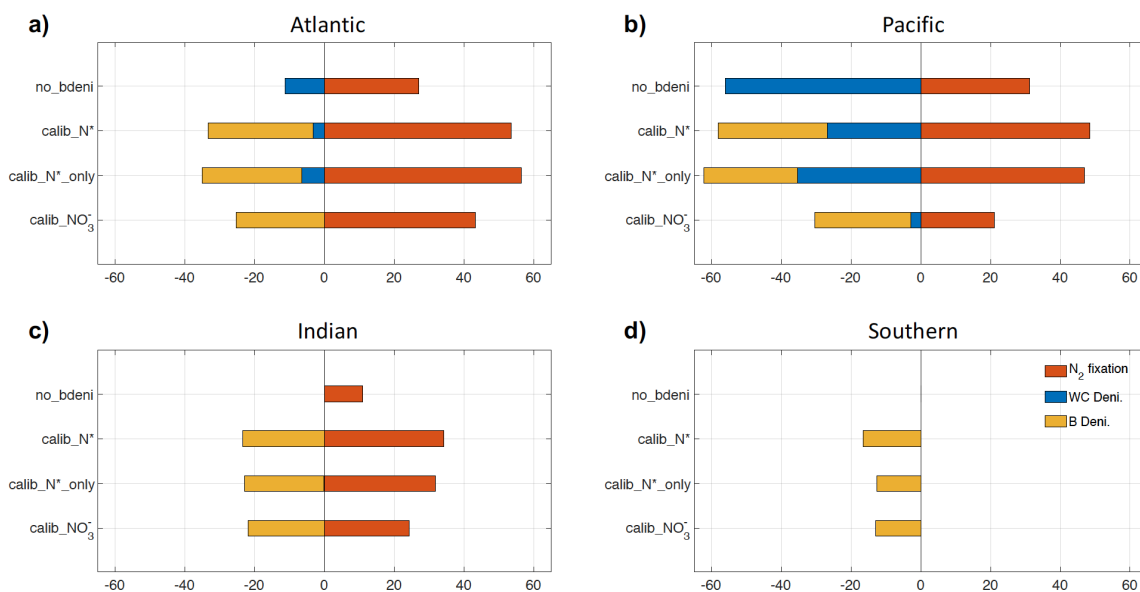 a) Atlantic
no_bdeni
calib_N*
calib_N*_only
calib_NO₃⁻
-60 -40 -20 0 20 40 60
b) Pacific
no_bdeni
calib_N*
calib_N*_only
calib_NO₃⁻
-60 -40 -20 0 20 40 60
c) Indian
no_bdeni
calib_N*
calib_N*_only
calib_NO₃⁻
-60 -40 -20 0 20 40 60
d) Southern
no_bdeni
calib_N*
calib_N*_only
calib_NO₃⁻
N₂ fixation
WC Deni.
B Deni.
-60 -40 -20 0 20 40 60